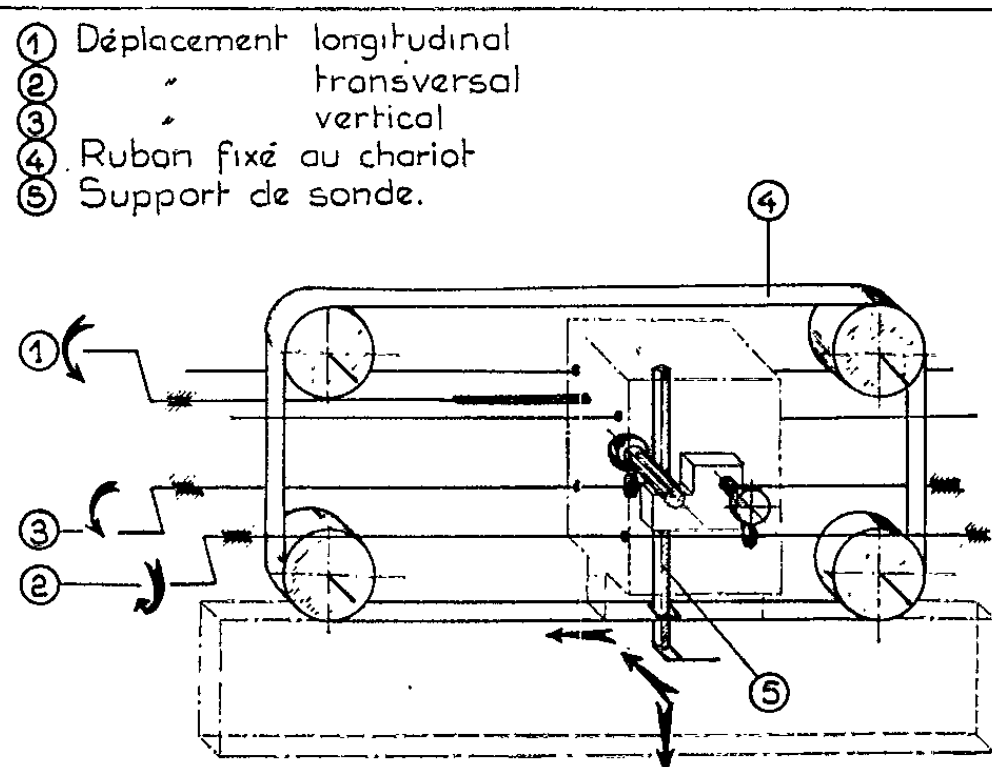 ① Déplacement longitudinal
② " transversal
③ " vertical
④ Ruban fixé au chariot
⑤ Support de sonde.
④
①
③
②
⑤